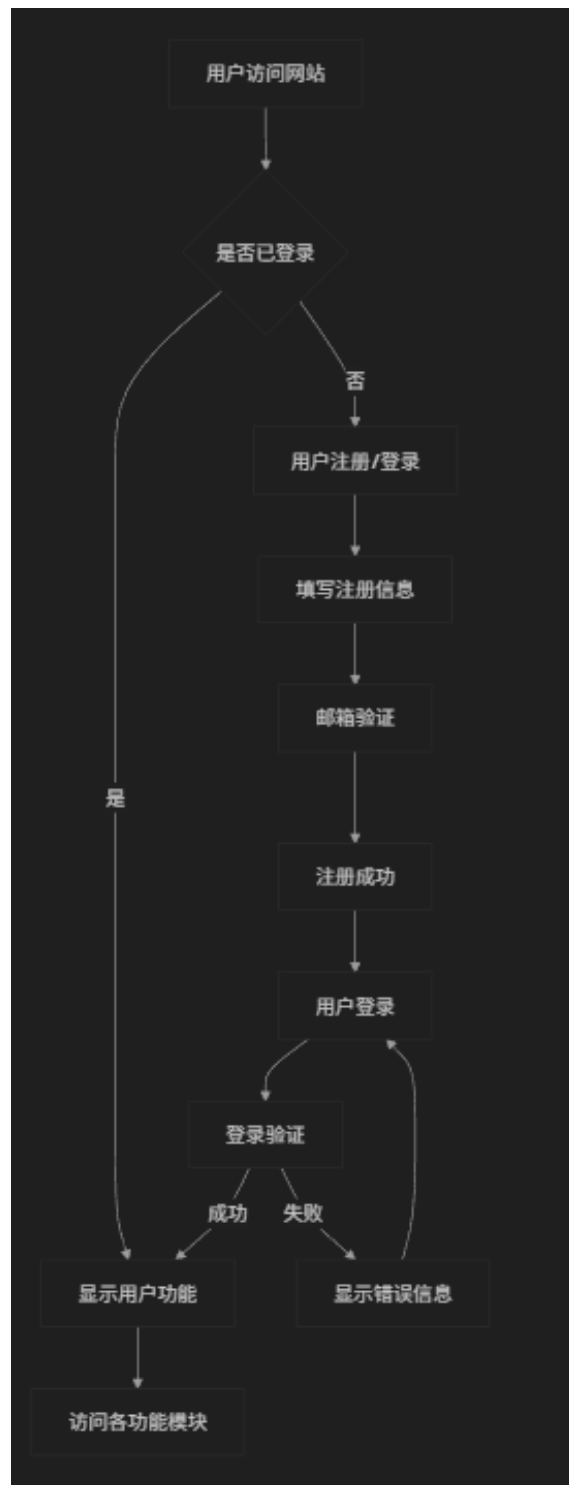 用户访问网站
是否已登录
否
用户注册/登录
填写注册信息
邮箱验证
是
注册成功
用户登录
登录验证
成功
失败
显示用户功能
显示错误信息
访问各功能模块